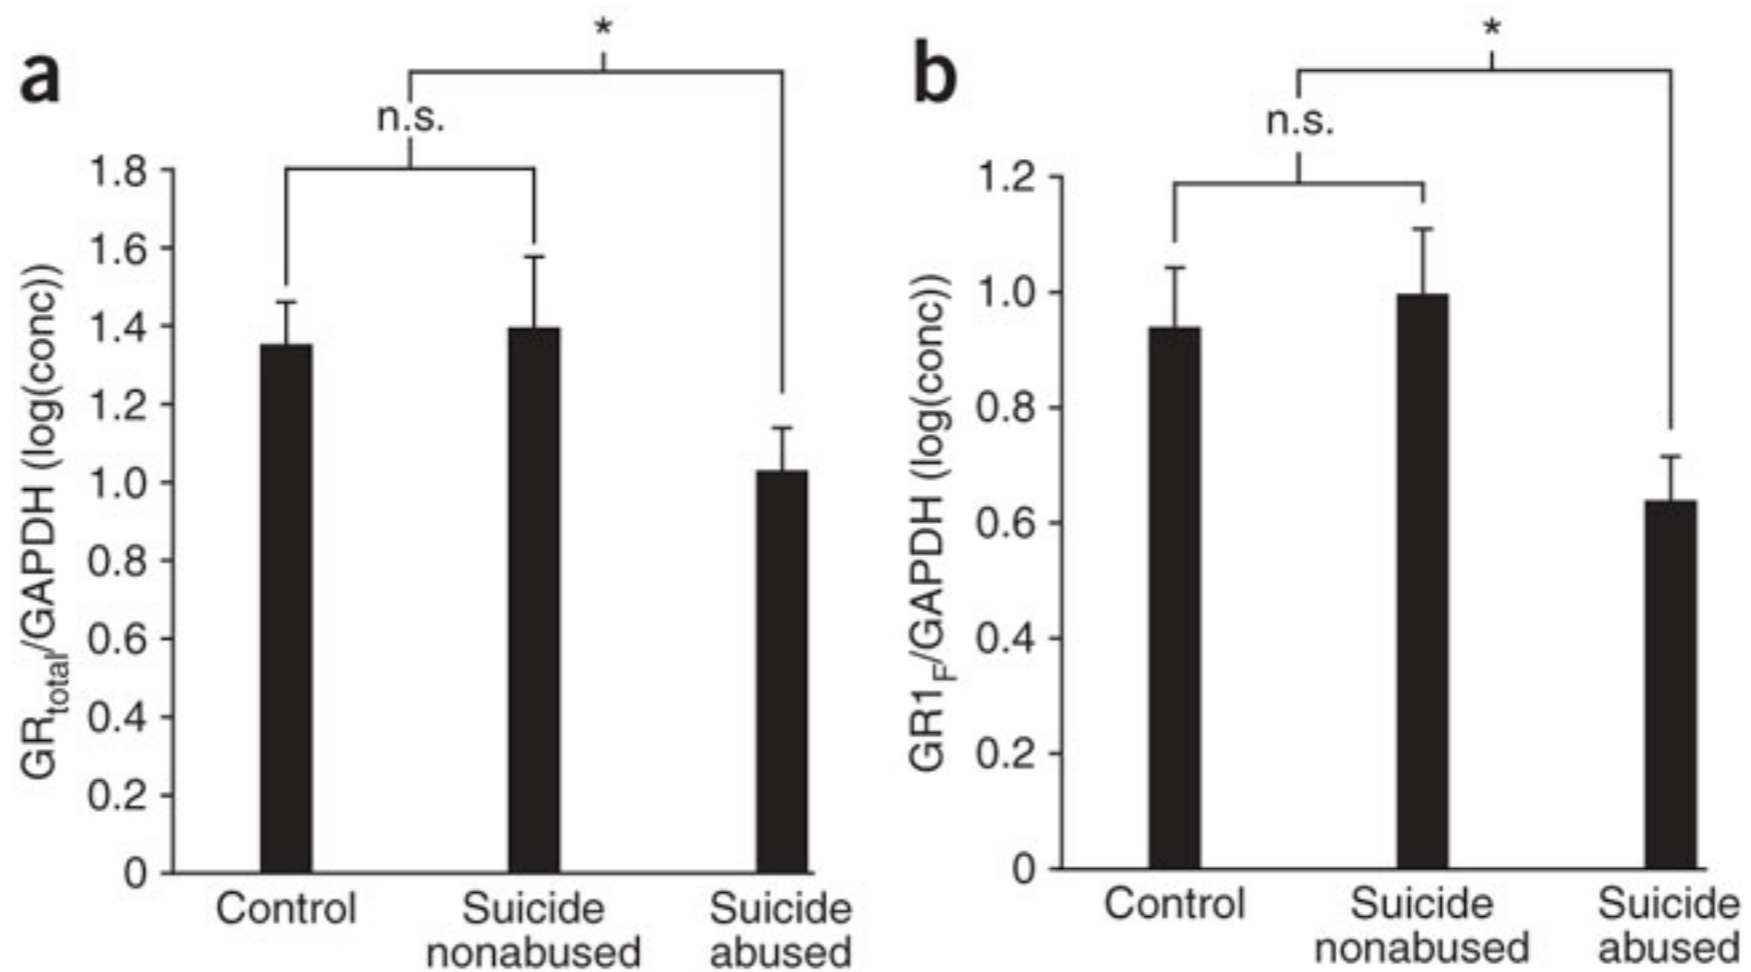 a
*
n.s.
1.8
1.6
1.4
1.2
1.0
0.8
0.6
0.4
0.2
0
GRtotal/GAPDH (log(conc))
Control
Suicide
nonabused
Suicide
abused
b
*
n.s.
1.2
1.0
0.8
0.6
0.4
0.2
0
GR1F/GAPDH (log(conc))
Control
Suicide
nonabused
Suicide
abused